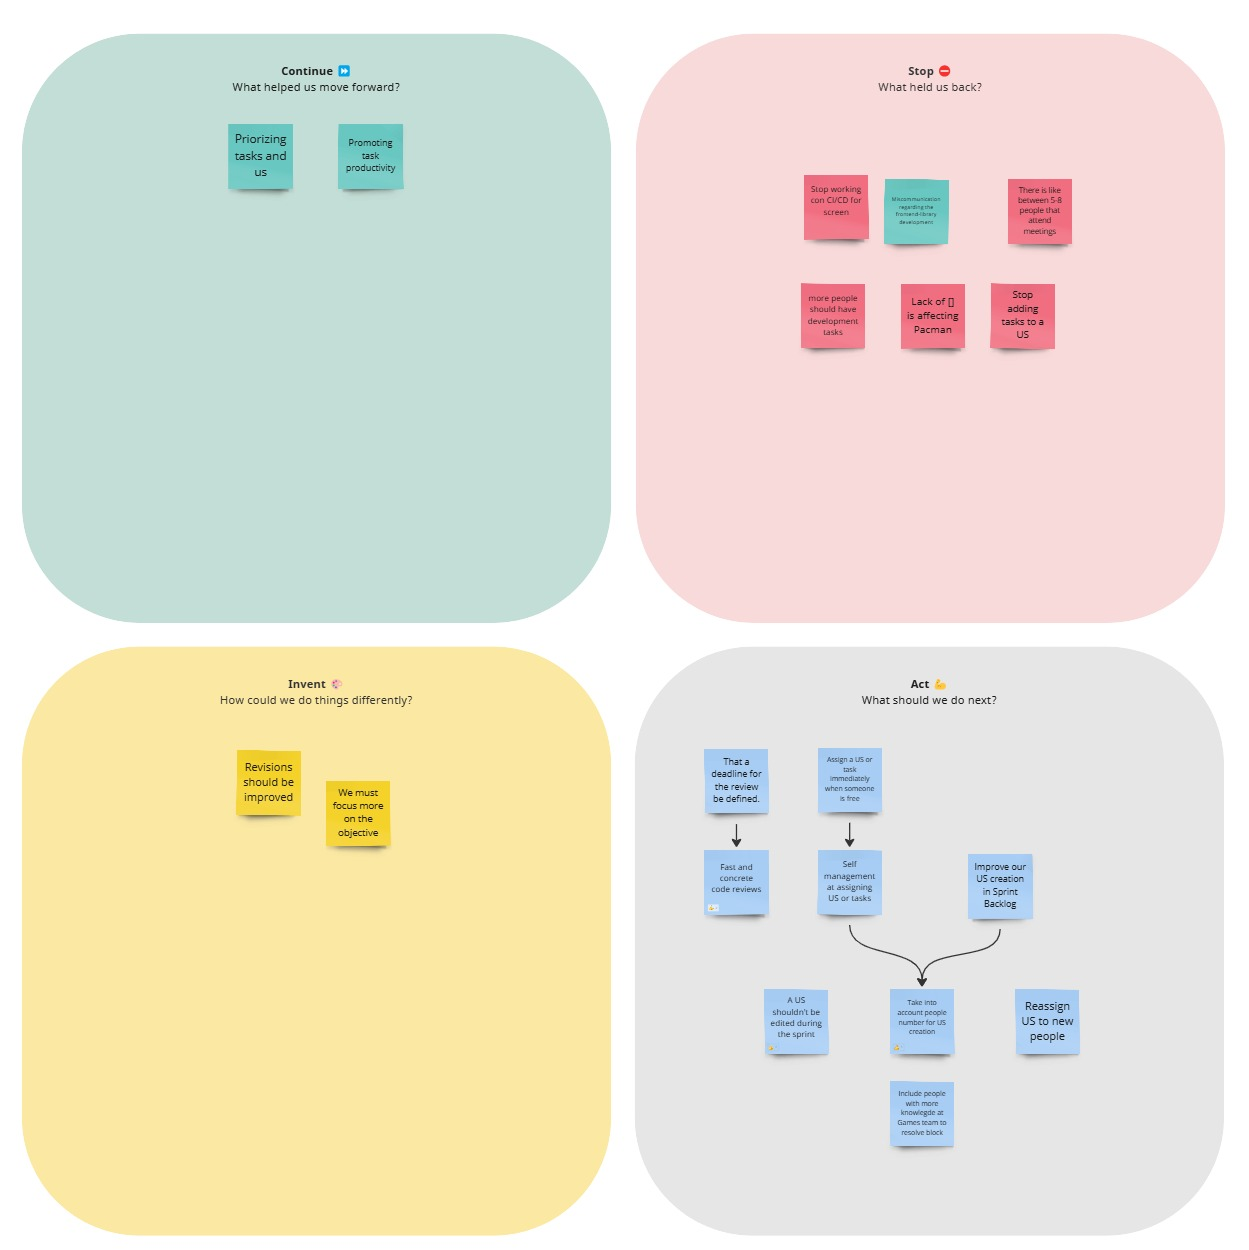 Continue ⏩
What helped us move forward?
Priorizing
tasks and
us
Promoting
task
productivity
Stop ⛔
What held us back?
Stop working
con CI/CD for
screen
Miscommunication
regarding the
frontend-library
development
There is like
between 5-8
people that
attend
meetings
more people
should have
development
tasks
Lack of []
is affecting
Pacman
Stop
adding
tasks to a
US
Invent
How could we do things differently?
Revisions
should be
improved
We must
focus more
on the
objective
Act 💪
What should we do next?
That a
deadline for
the review
be defined.
Assign a US or
task
immediately
when someone
is free
Fast and
concrete
code reviews
Self
management
at assigning
US or tasks
Improve our
US creation
in Sprint
Backlog
A US
shouldn't be
edited during
the sprint
Take into
account people
number for US
creation
Reassign
US to new
people
Include people
with more
knowlegde at
Games team to
resolve block